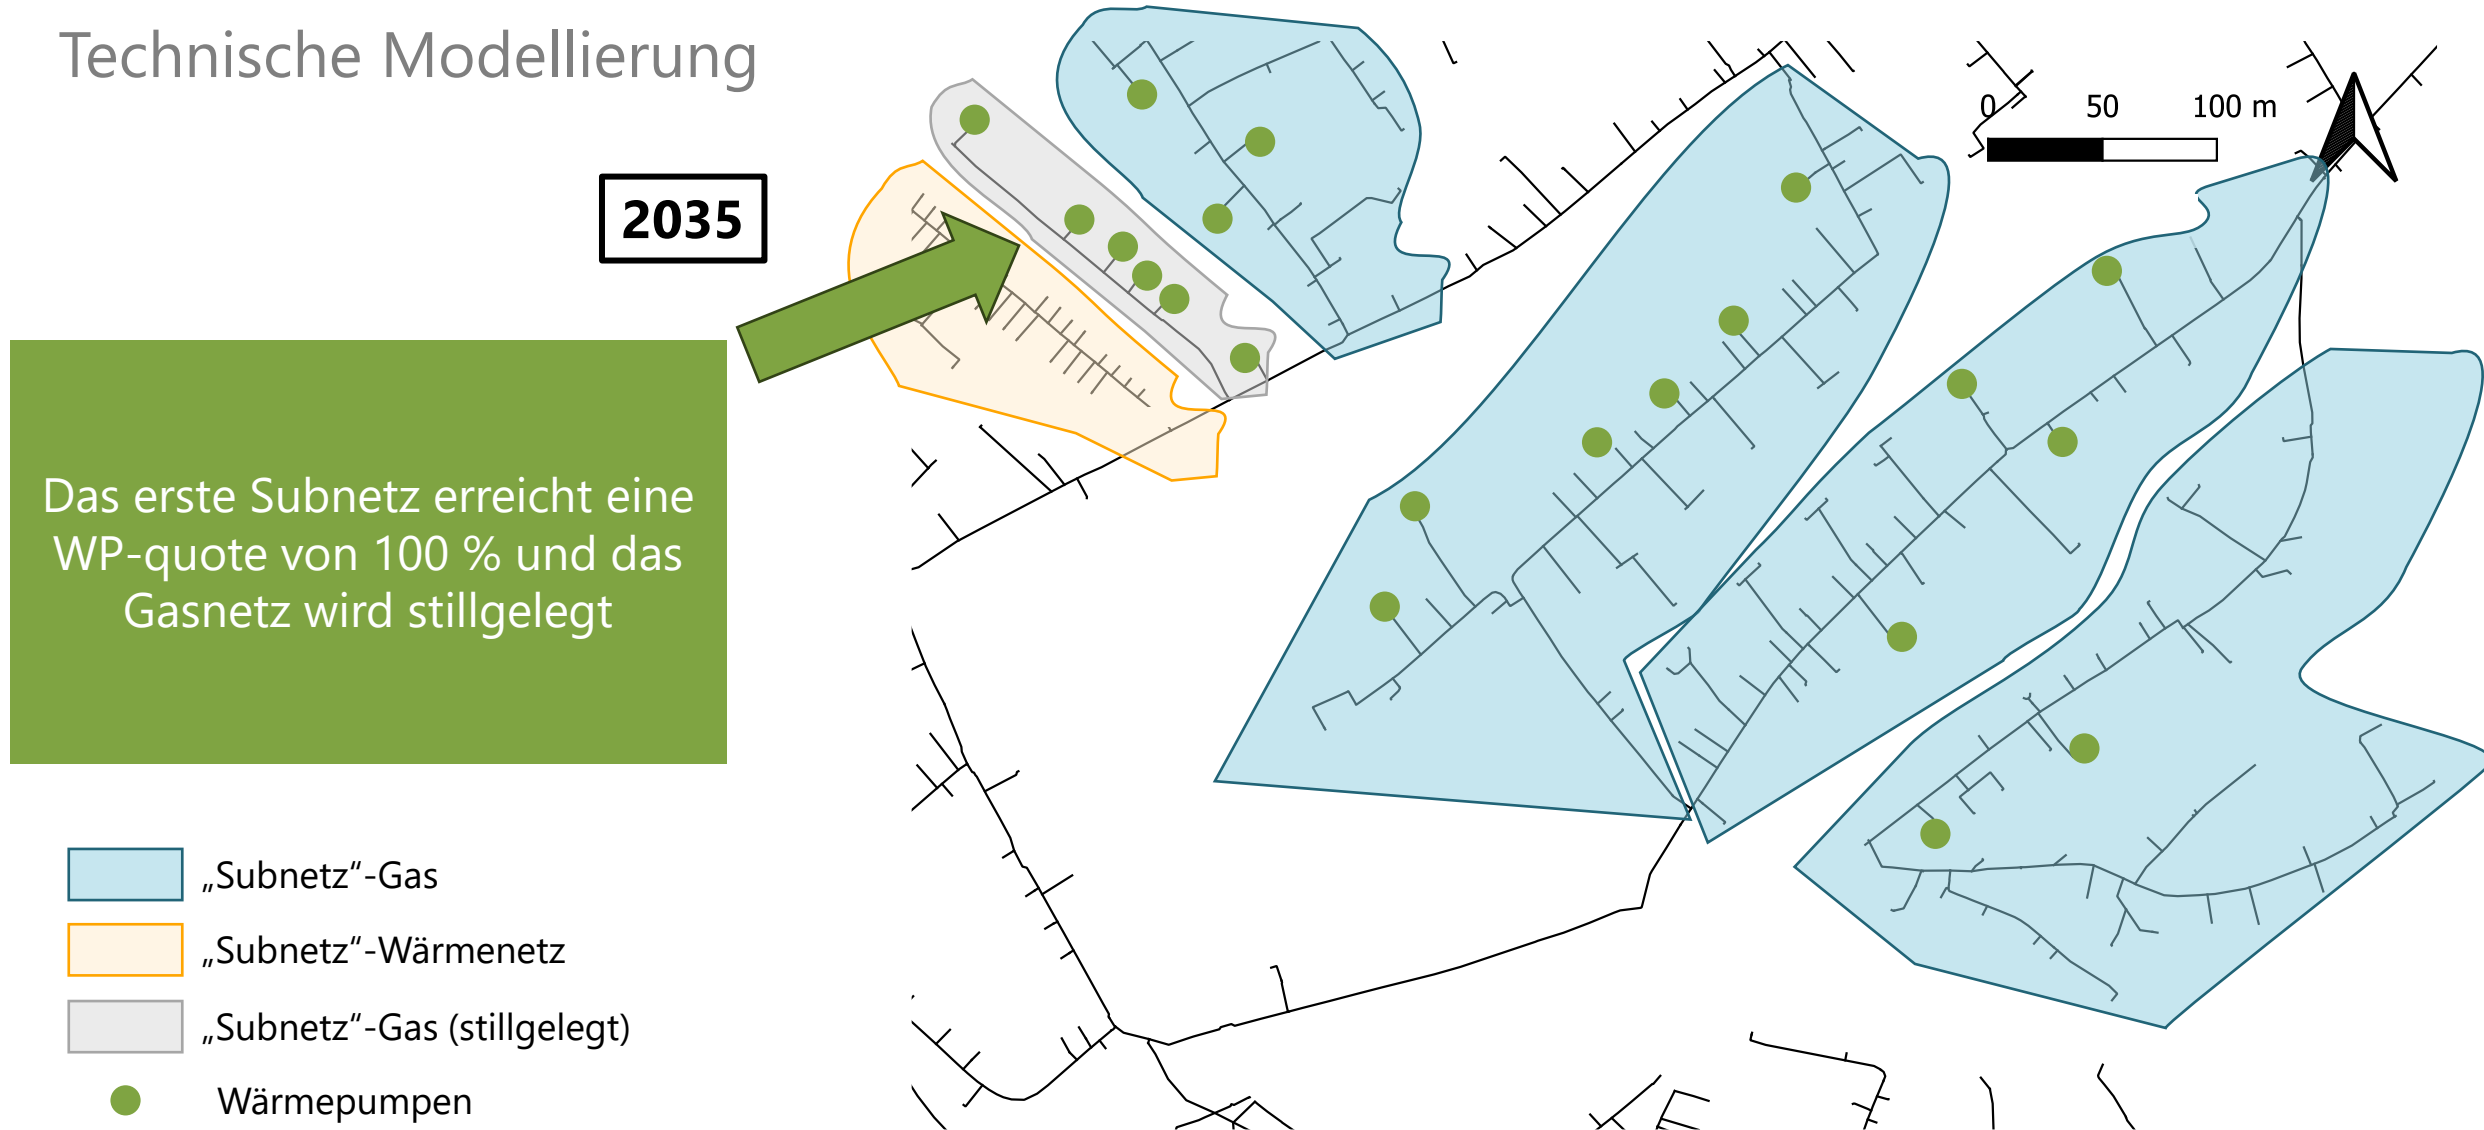 Technische Modellierung
2035
0 50 100 m
Das erste Subnetz erreicht eine
WP-quote von 100 % und das
Gasnetz wird stillgelegt
„Subnetz“-Gas
„Subnetz“-Wärmenetz
„Subnetz“-Gas (stillgelegt)
Wärmepumpen